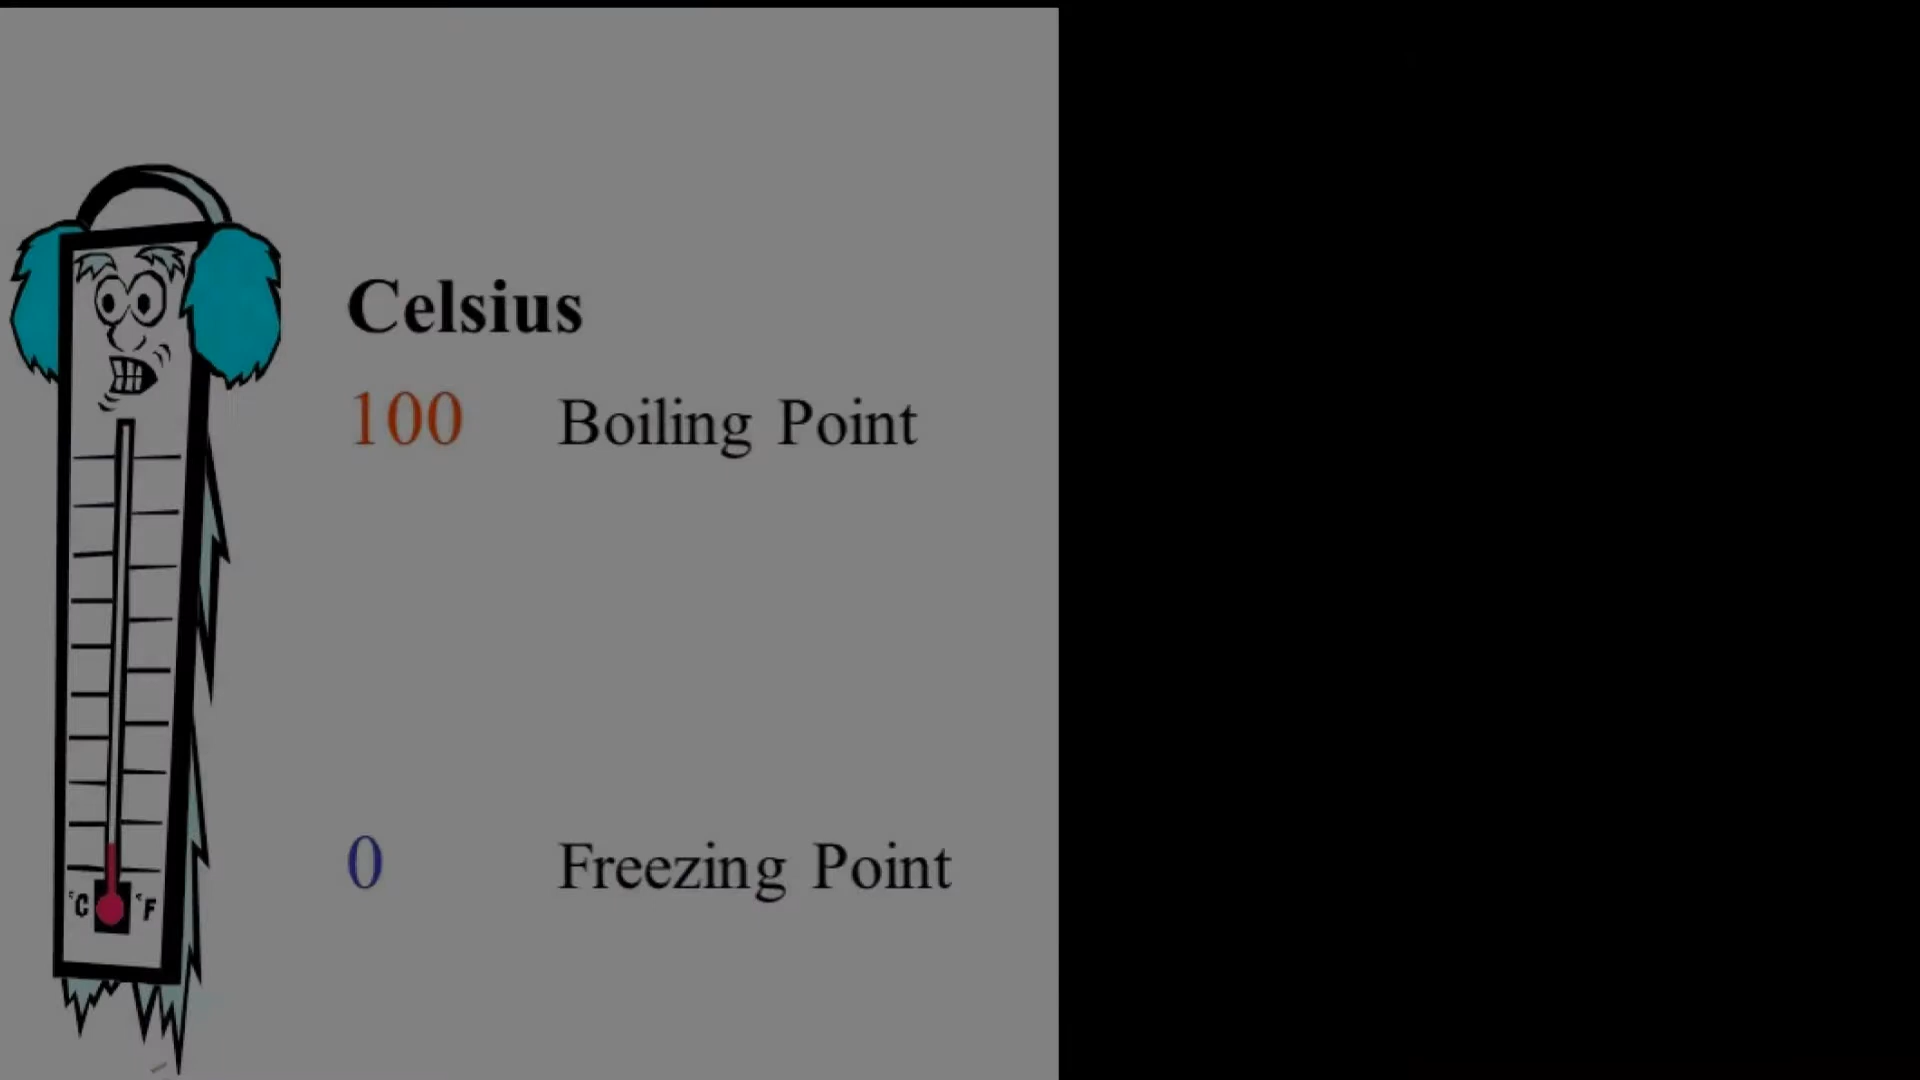 Celsius
100 Boiling Point
0 Freezing Point
°C °F